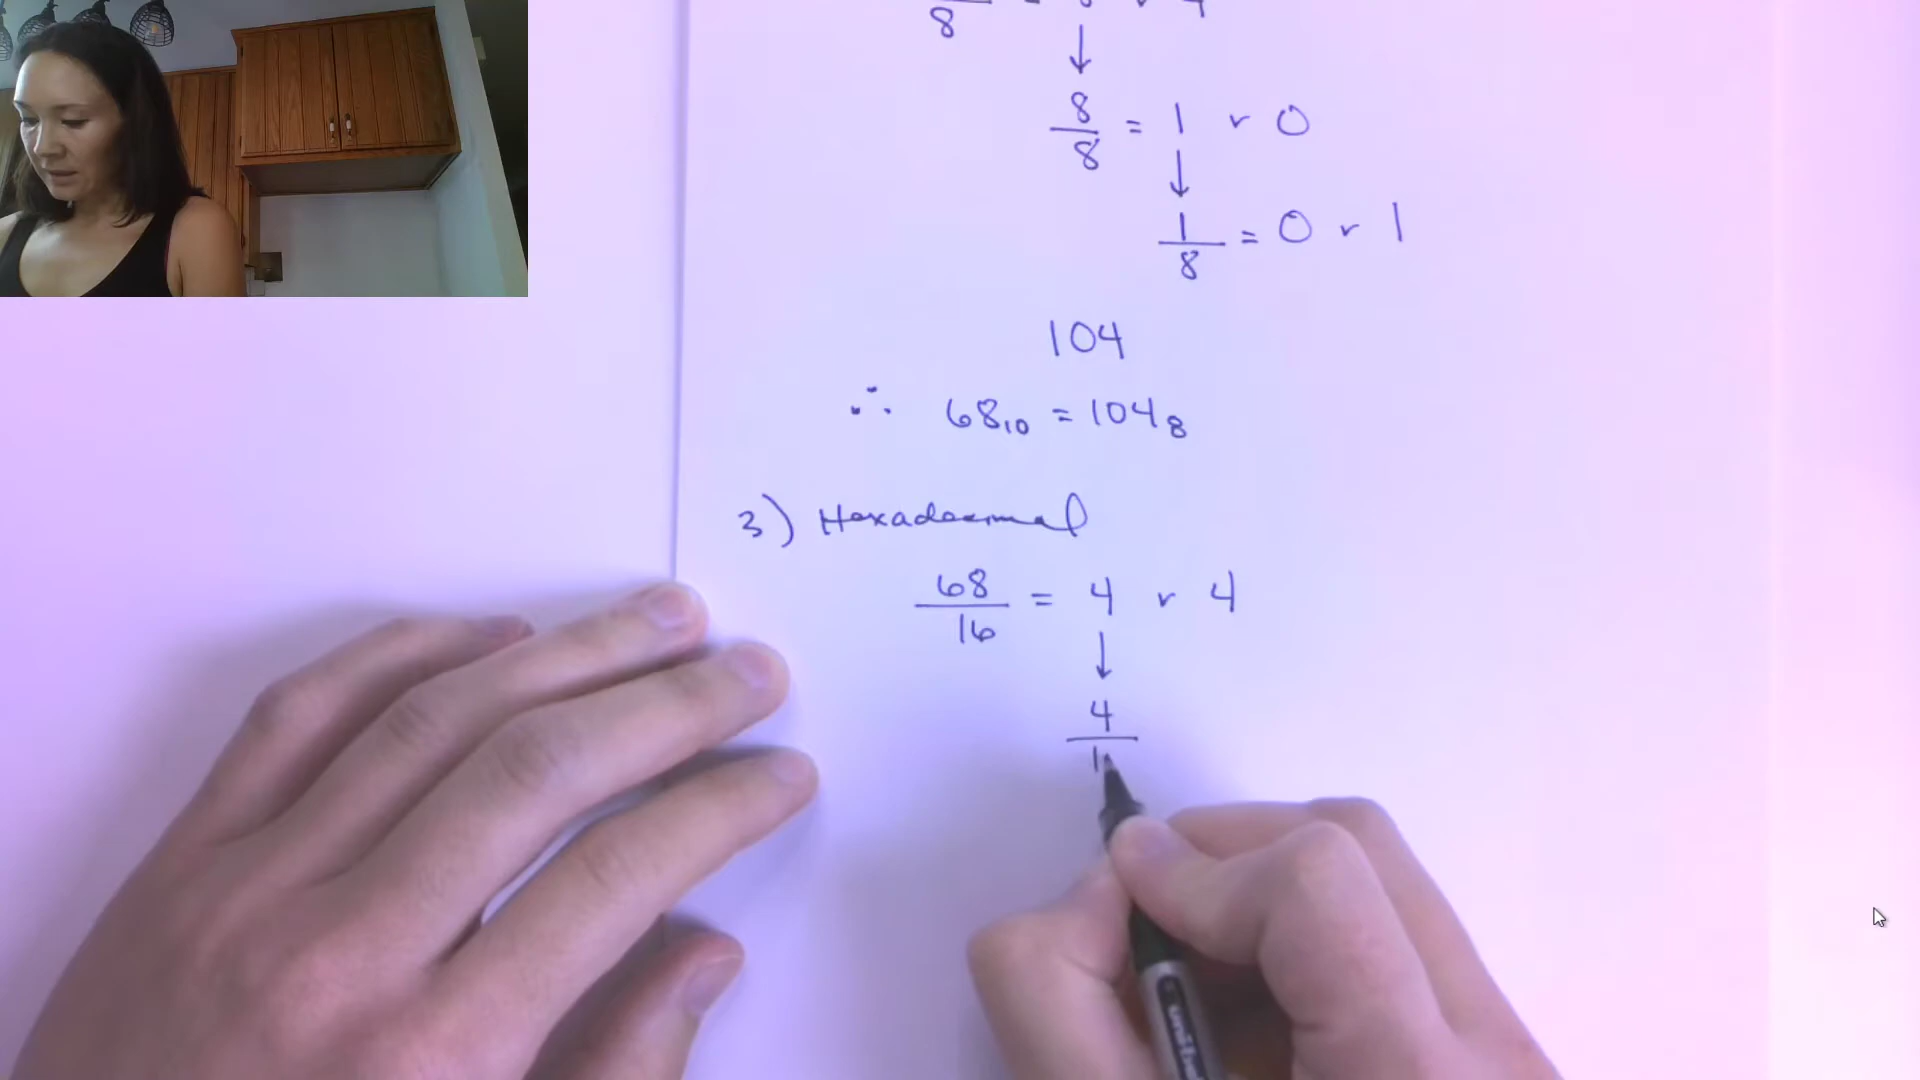 8
8/8 = 1 r 0
1/8 = 0 r 1
104
∴ 68₁₀ = 104₈
3) Hexadecimal
68/16 = 4 r 4
4/1